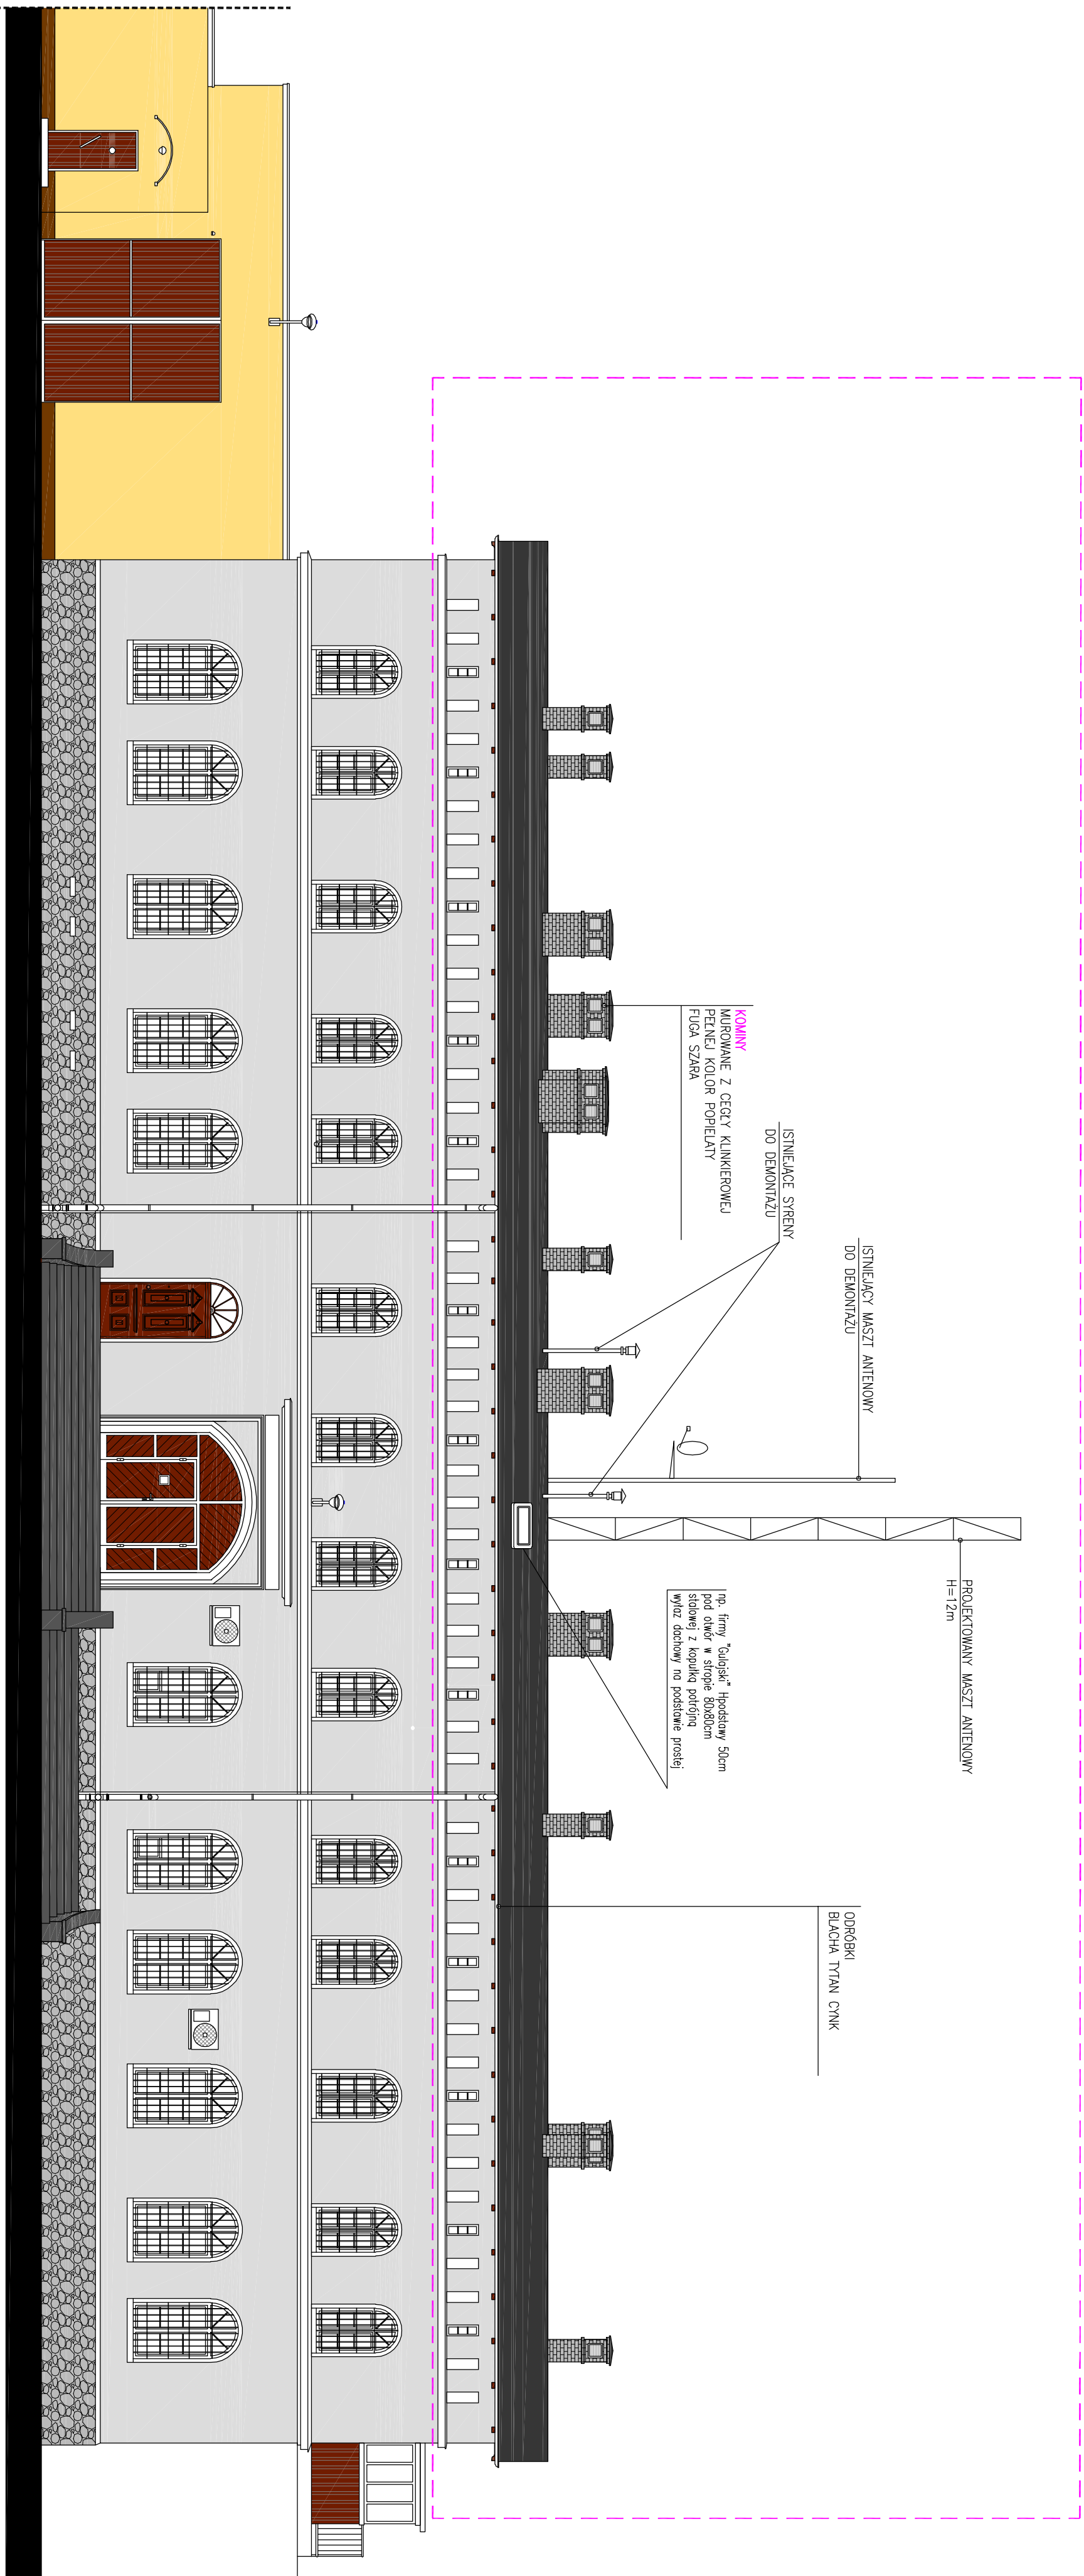 KOMINY
MUROWANE Z CEGŁY KLINKIEROWEJ
PEŁNEJ KOLOR POPIELATY
FUGA SZARA
ISTNIEJĄCE SYRENY
DO DEMONTAŻU
ISTNIEJĄCY MASZT ANTENOWY
DO DEMONTAŻU
PROJEKTOWANY MASZT ANTENOWY
H=12m
np. firmy "Gulajski" Hpodstawy 50cm
pod otwór w stropie 80x80cm
stalowej z kopułką potrójną
wyłaz dachowy na podstawie prostej
ODRÓBKI
BLACHA TYTAN CYNK